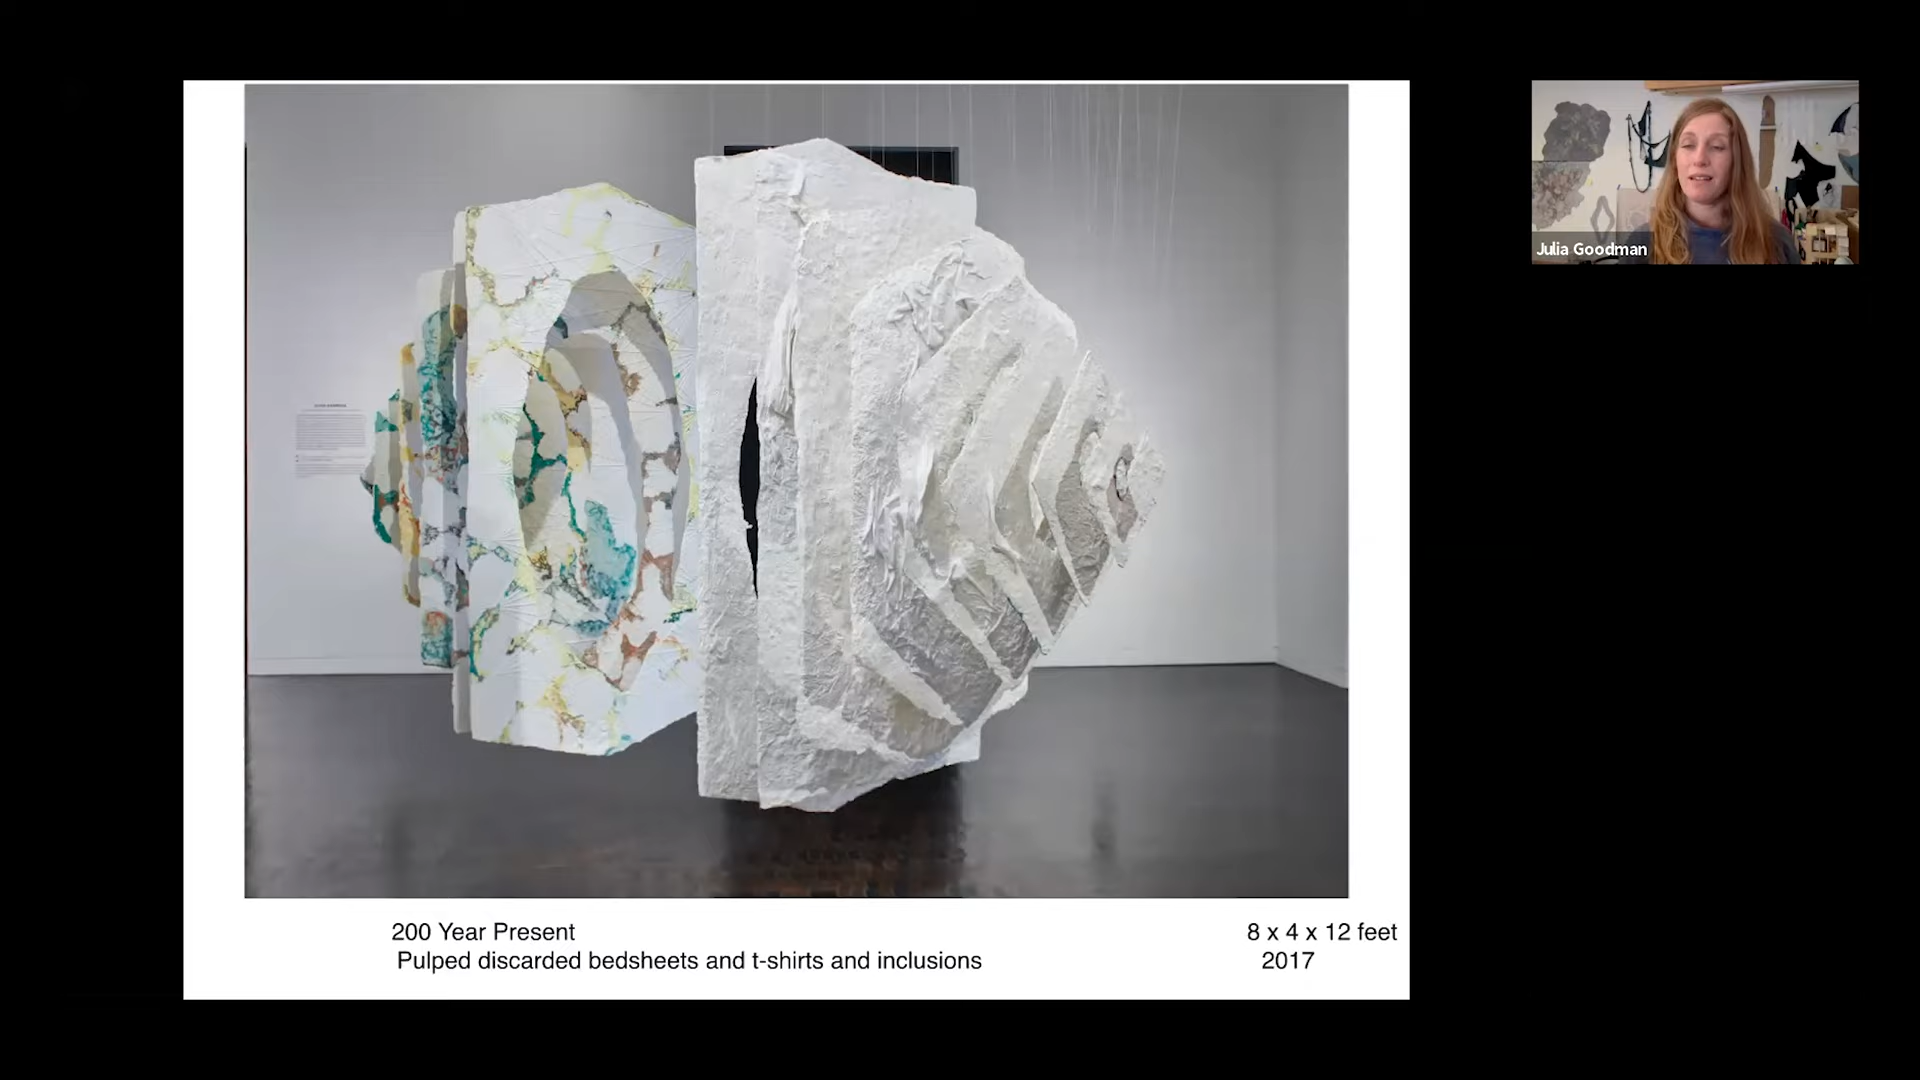 Julia Goodman
200 Year Present
8 x 4 x 12 feet
Pulped discarded bedsheets and t-shirts and inclusions
2017